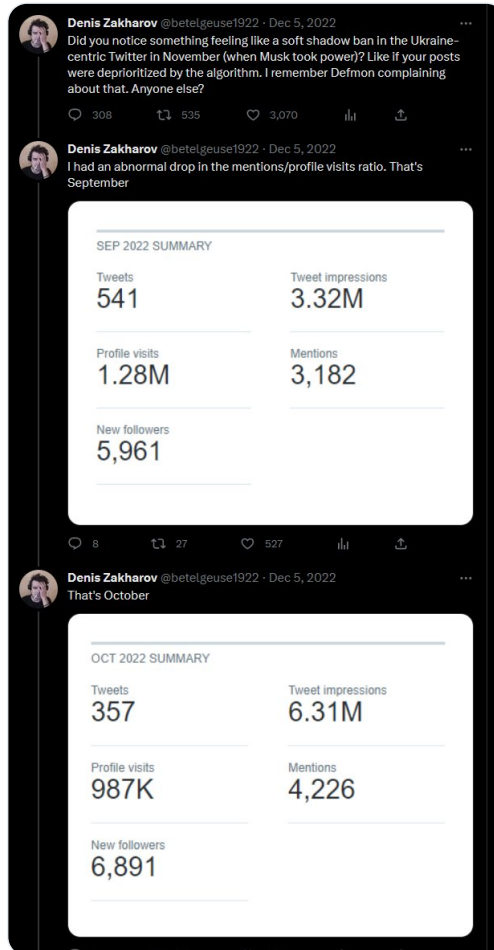 Denis Zakharov @betelgeuse1922 · Dec 5, 2022
Did you notice something feeling like a soft shadow ban in the Ukraine-
centric Twitter in November (when Musk took power)? Like if your posts
were deprioritized by the algorithm. I remember Defmon complaining
about that. Anyone else?
308 535 3,070
Denis Zakharov @betelgeuse1922 · Dec 5, 2022
I had an abnormal drop in the mentions/profile visits ratio. That's
September
SEP 2022 SUMMARY
Tweets Tweet impressions
541 3.32M
Profile visits Mentions
1.28M 3,182
New followers
5,961
8 27 527
Denis Zakharov @betelgeuse1922 · Dec 5, 2022
That's October
OCT 2022 SUMMARY
Tweets Tweet impressions
357 6.31M
Profile visits Mentions
987K 4,226
New followers
6,891